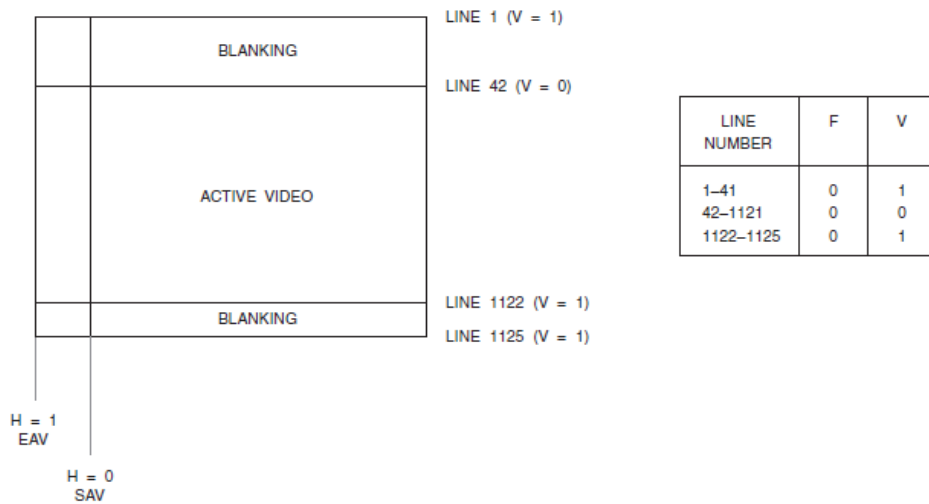 LINE 1 (V = 1)
BLANKING
LINE 42 (V = 0)
ACTIVE VIDEO
LINE 1122 (V = 1)
BLANKING
LINE 1125 (V = 1)
H = 1
EAV
H = 0
SAV
LINE NUMBER F V
1–41 0 1
42–1121 0 0
1122–1125 0 1